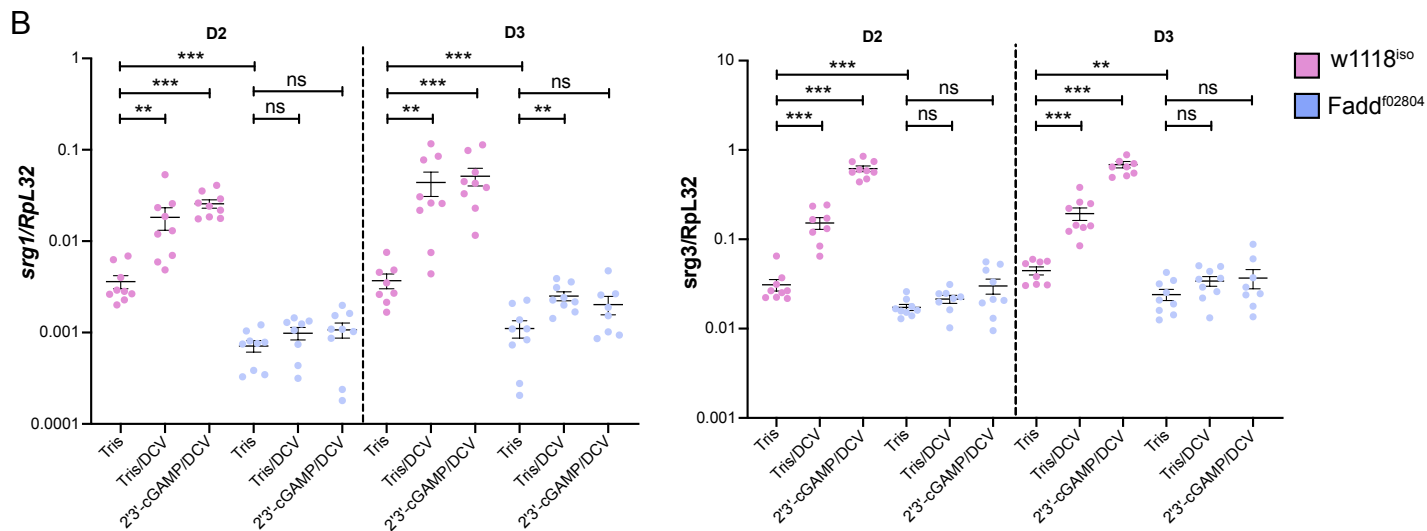 B
D2
D3
***
***
**
ns
ns
***
***
**
ns
**
1
0.1
0.01
0.001
0.0001
srg1/RpL32
Tris
Tris/DCV
2'3'-cGAMP/DCV
Tris
Tris/DCV
2'3'-cGAMP/DCV
Tris
Tris/DCV
2'3'-cGAMP/DCV
Tris
Tris/DCV
2'3'-cGAMP/DCV
D2
D3
***
***
***
ns
ns
**
***
***
ns
ns
10
1
0.1
0.01
0.001
srg3/RpL32
Tris
Tris/DCV
2'3'-cGAMP/DCV
Tris
Tris/DCV
2'3'-cGAMP/DCV
Tris
Tris/DCV
2'3'-cGAMP/DCV
Tris
Tris/DCV
2'3'-cGAMP/DCV
w1118iso
Faddf02804